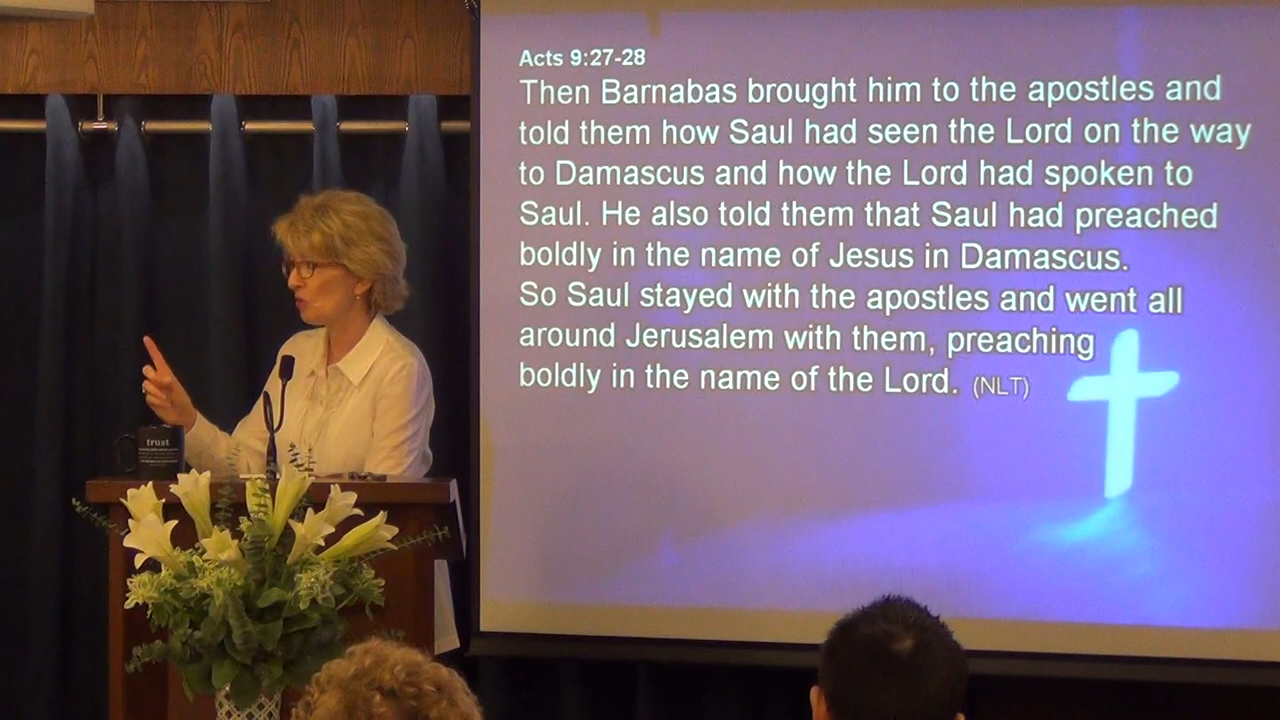 Acts 9:27-28
Then Barnabas brought him to the apostles and
told them how Saul had seen the Lord on the way
to Damascus and how the Lord had spoken to
Saul. He also told them that Saul had preached
boldly in the name of Jesus in Damascus.
So Saul stayed with the apostles and went all
around Jerusalem with them, preaching
boldly in the name of the Lord. (NLT)
trust